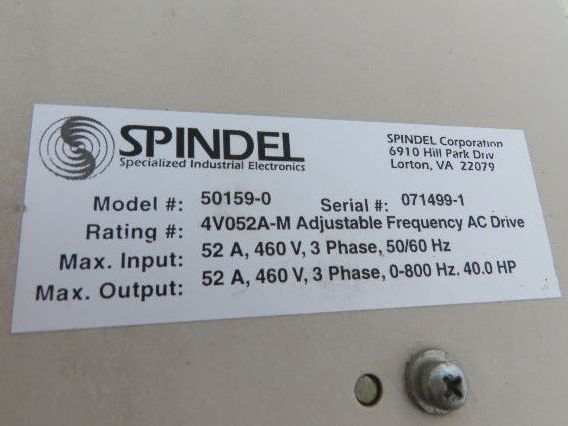 SPINDEL
Specialized Industrial Electronics
SPINDEL Corporation
6910 Hill Park Driv
Lorton, VA 22079
Model #: 50159-0 Serial #: 071499-1
Rating #: 4V052A-M Adjustable Frequency AC Drive
Max. Input: 52 A, 460 V, 3 Phase, 50/60 Hz
Max. Output: 52 A, 460 V, 3 Phase, 0-800 Hz. 40.0 HP